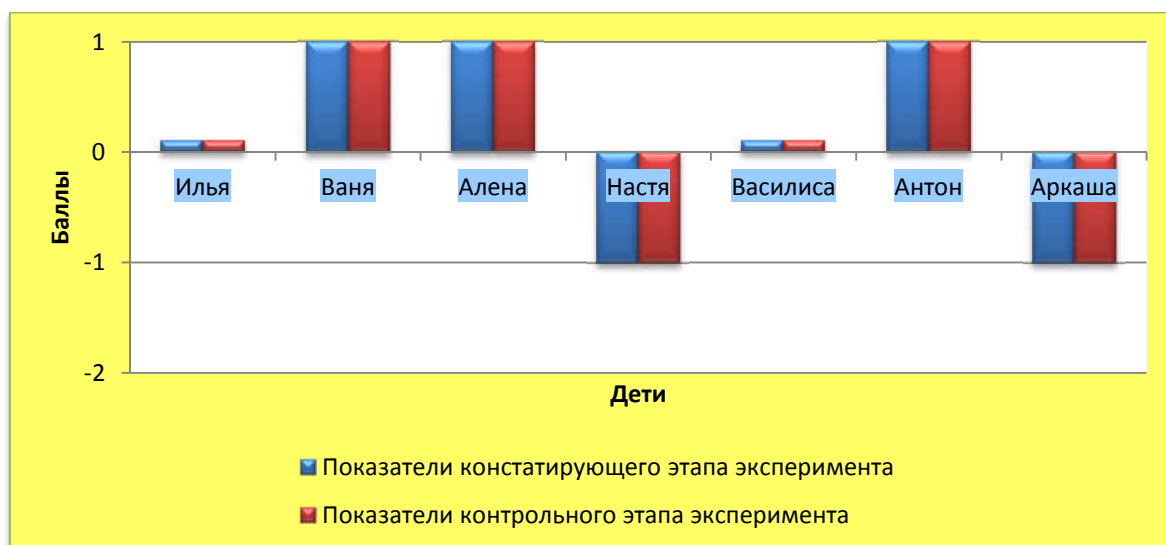 1
0
-1
-2
Баллы
Илья
Ваня
Алена
Настя
Василиса
Антон
Аркаша
Дети
Показатели констатирующего этапа эксперимента
Показатели контрольного этапа эксперимента